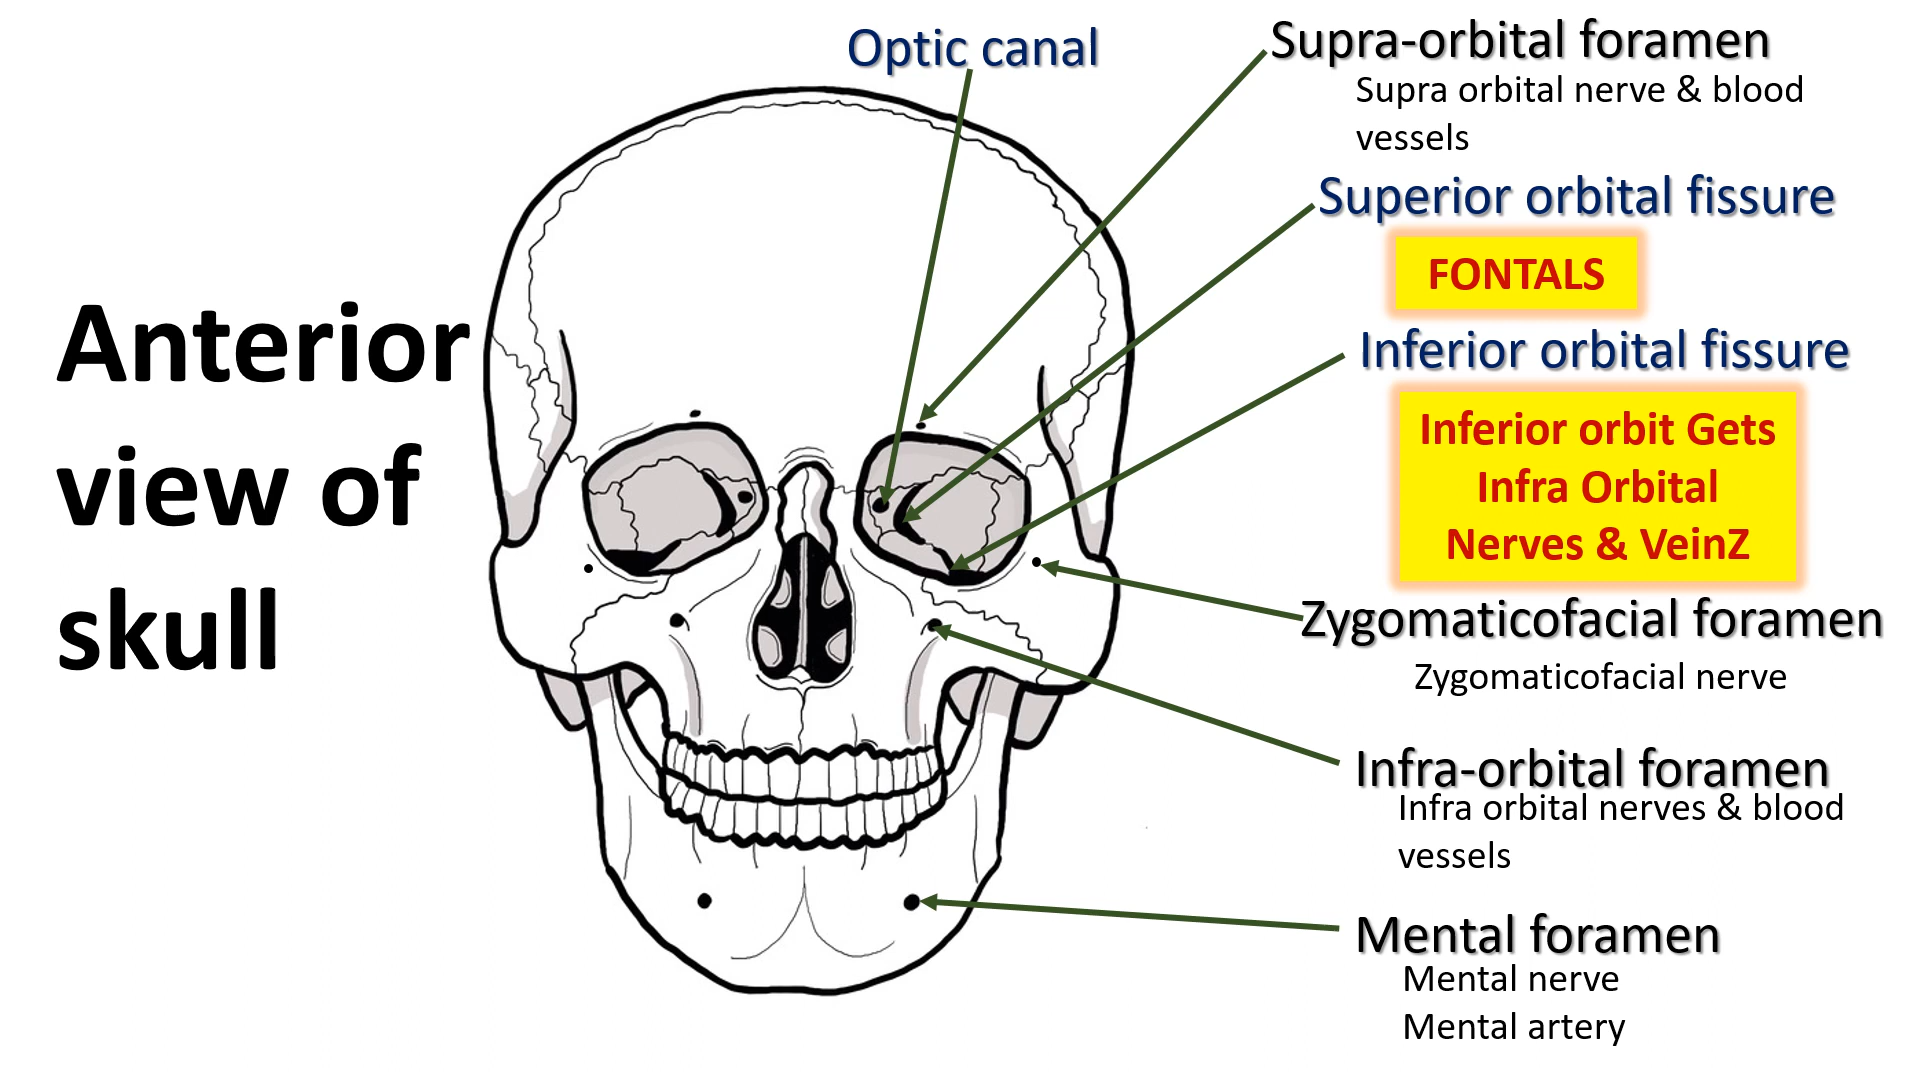 Anterior
view of
skull
Optic canal
Supra-orbital foramen
Supra orbital nerve & blood
vessels
Superior orbital fissure
FONTALS
Inferior orbital fissure
Inferior orbit Gets
Infra Orbital
Nerves & VeinZ
Zygomaticofacial foramen
Zygomaticofacial nerve
Infra-orbital foramen
Infra orbital nerves & blood
vessels
Mental foramen
Mental nerve
Mental artery